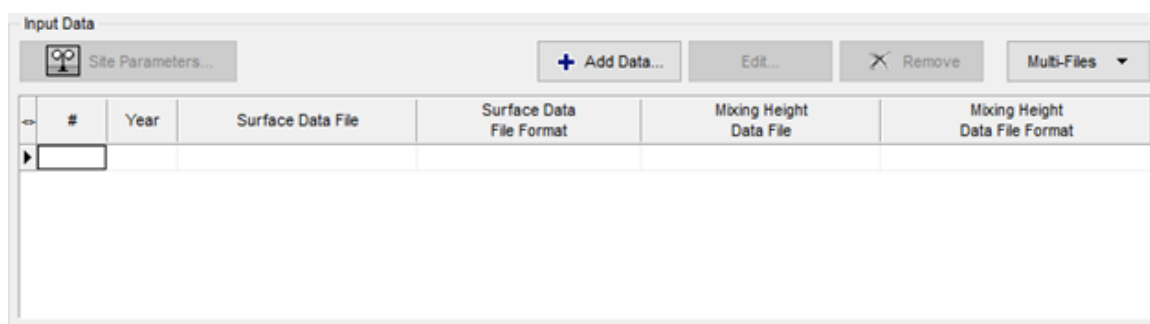 Input Data
Site Parameters...
Add Data...
Edit...
Remove
Multi-Files
#
Year
Surface Data File
Surface Data
File Format
Mixing Height
Data File
Mixing Height
Data File Format